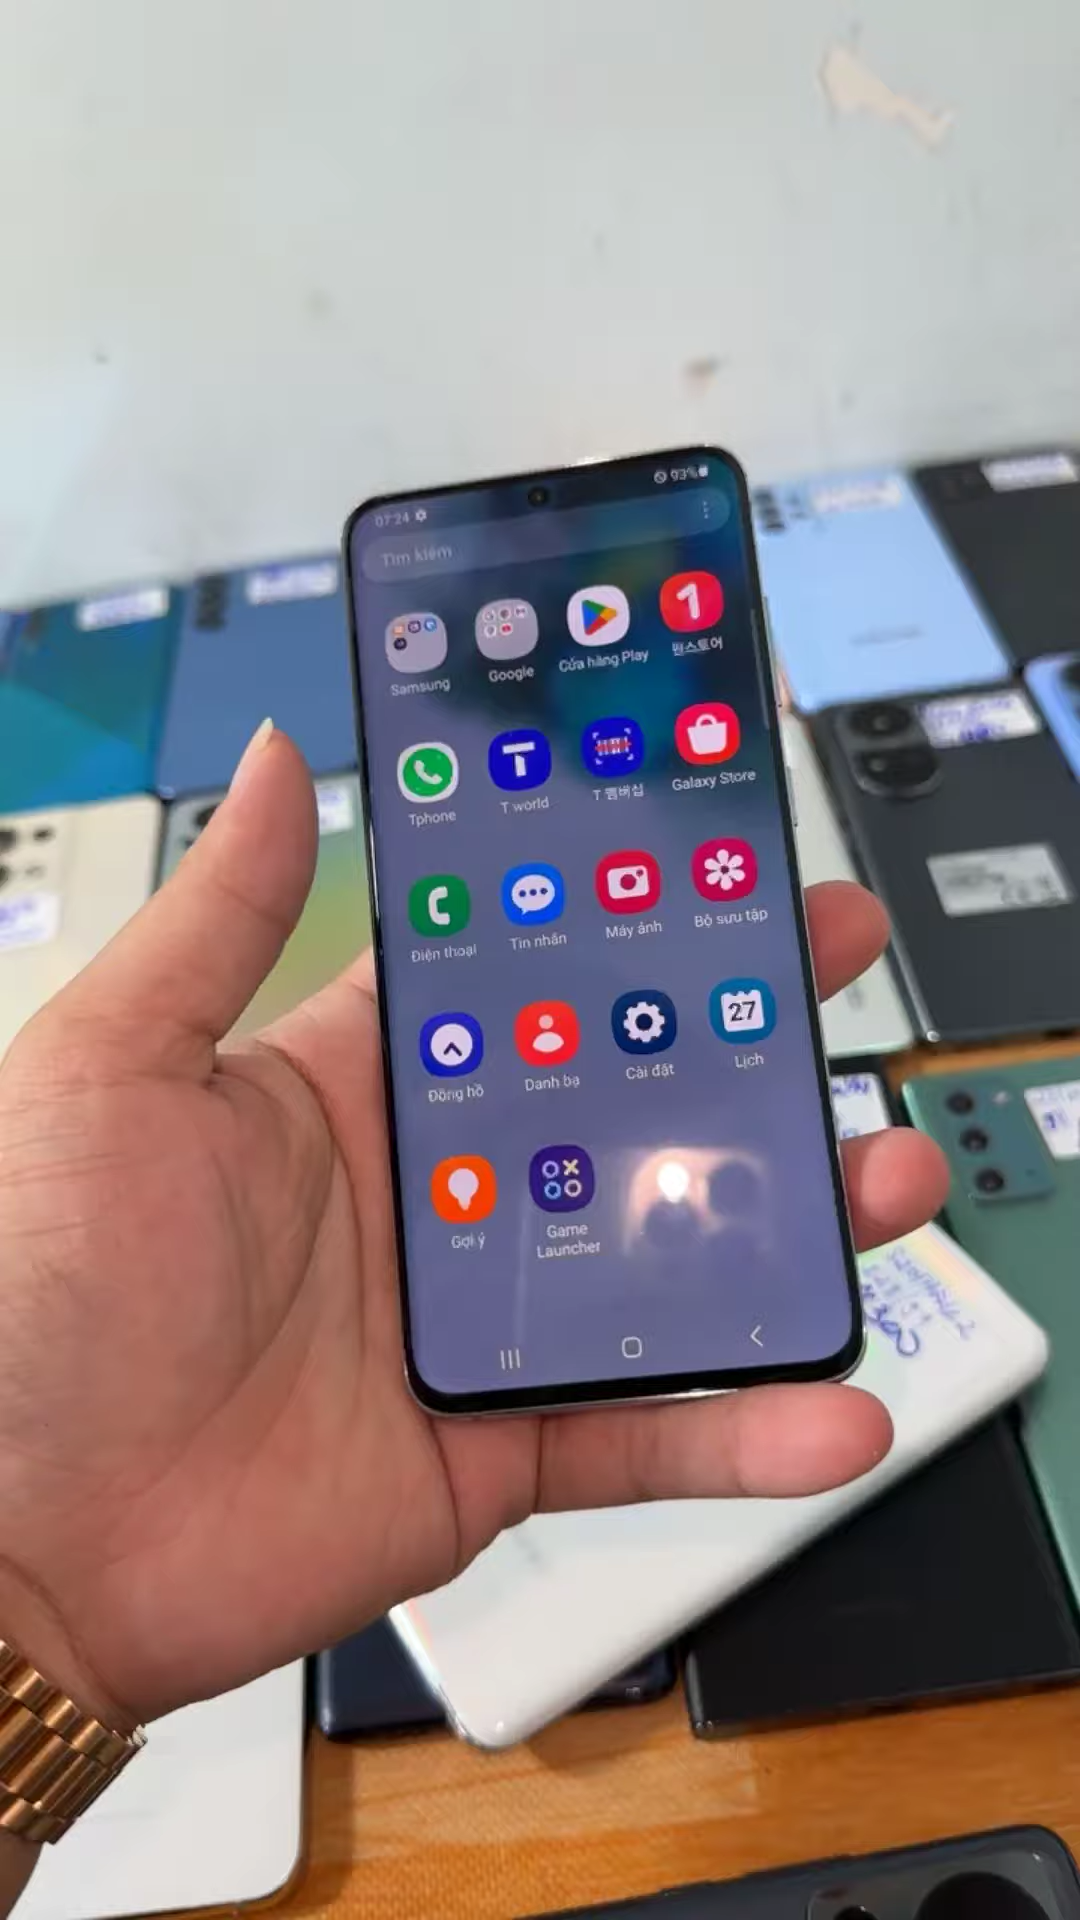 07:24
93%
Tìm kiếm
Samsung
Google
Cửa hàng Play
원스토어
Tphone
T world
T 멤버십
Galaxy Store
Điện thoại
Tin nhắn
Máy ảnh
Bộ sưu tập
27
Đồng hồ
Danh bạ
Cài đặt
Lịch
Gợi ý
Game
Launcher